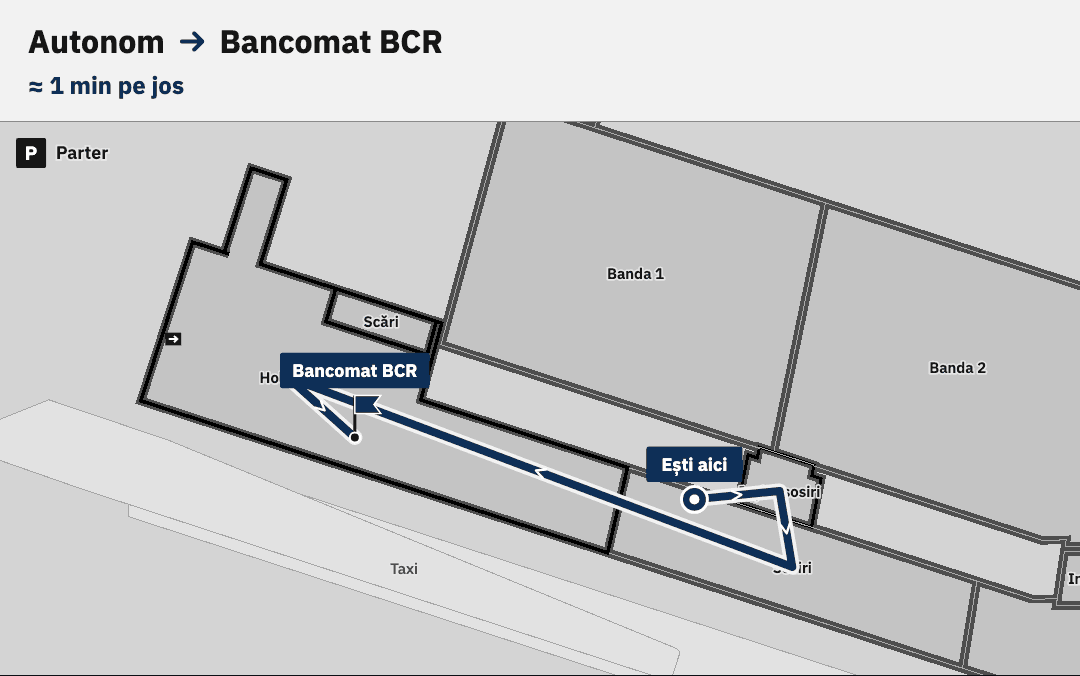 Autonom → Bancomat BCR
≈ 1 min pe jos
P Parter
Banda 1
Scări
Banda 2
Bancomat BCR
Ești aici
Taxi